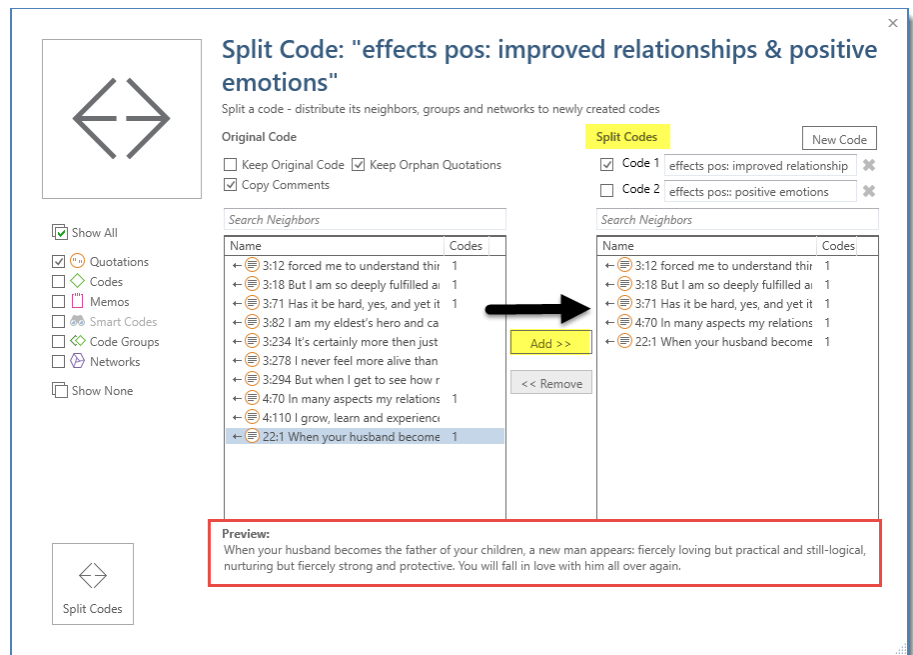 Split Code: "effects pos: improved relationships & positive
emotions"
Split a code - distribute its neighbors, groups and networks to newly created codes
Original Code
Split Codes
New Code
Keep Original Code
Keep Orphan Quotations
Copy Comments
Code 1
effects pos: improved relationship
Code 2
effects pos:: positive emotions
Show All
Quotations
Codes
Memos
Smart Codes
Code Groups
Networks
Show None
Search Neighbors
Name Codes
3:12 forced me to understand thir 1
3:18 But I am so deeply fulfilled a 1
3:71 Has it be hard, yes, and yet it 1
3:82 I am my eldest's hero and ca
3:234 It's certainly more then just
3:278 I never feel more alive than
3:294 But when I get to see how
4:70 In many aspects my relations 1
4:110 I grow, learn and experience
22:1 When your husband become 1
Add >>
<< Remove
Search Neighbors
Name Codes
3:12 forced me to understand thir 1
3:18 But I am so deeply fulfilled a 1
3:71 Has it be hard, yes, and yet it 1
4:70 In many aspects my relations 1
22:1 When your husband become 1
Preview:
When your husband becomes the father of your children, a new man appears: fiercely loving but practical and still-logical,
nurturing but fiercely strong and protective. You will fall in love with him all over again.
Split Codes